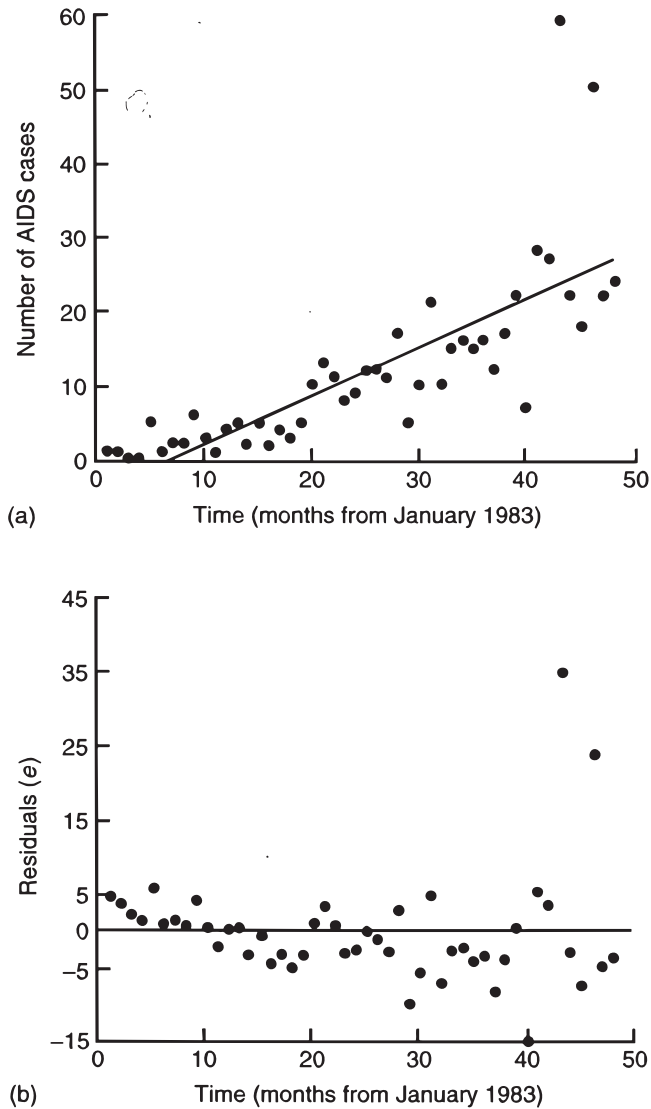 60
50
40
30
20
10
0
Number of AIDS cases
0 10 20 30 40 50
(a) Time (months from January 1983)
45
35
25
15
5
0
−5
−15
Residuals (e)
0 10 20 30 40 50
(b) Time (months from January 1983)